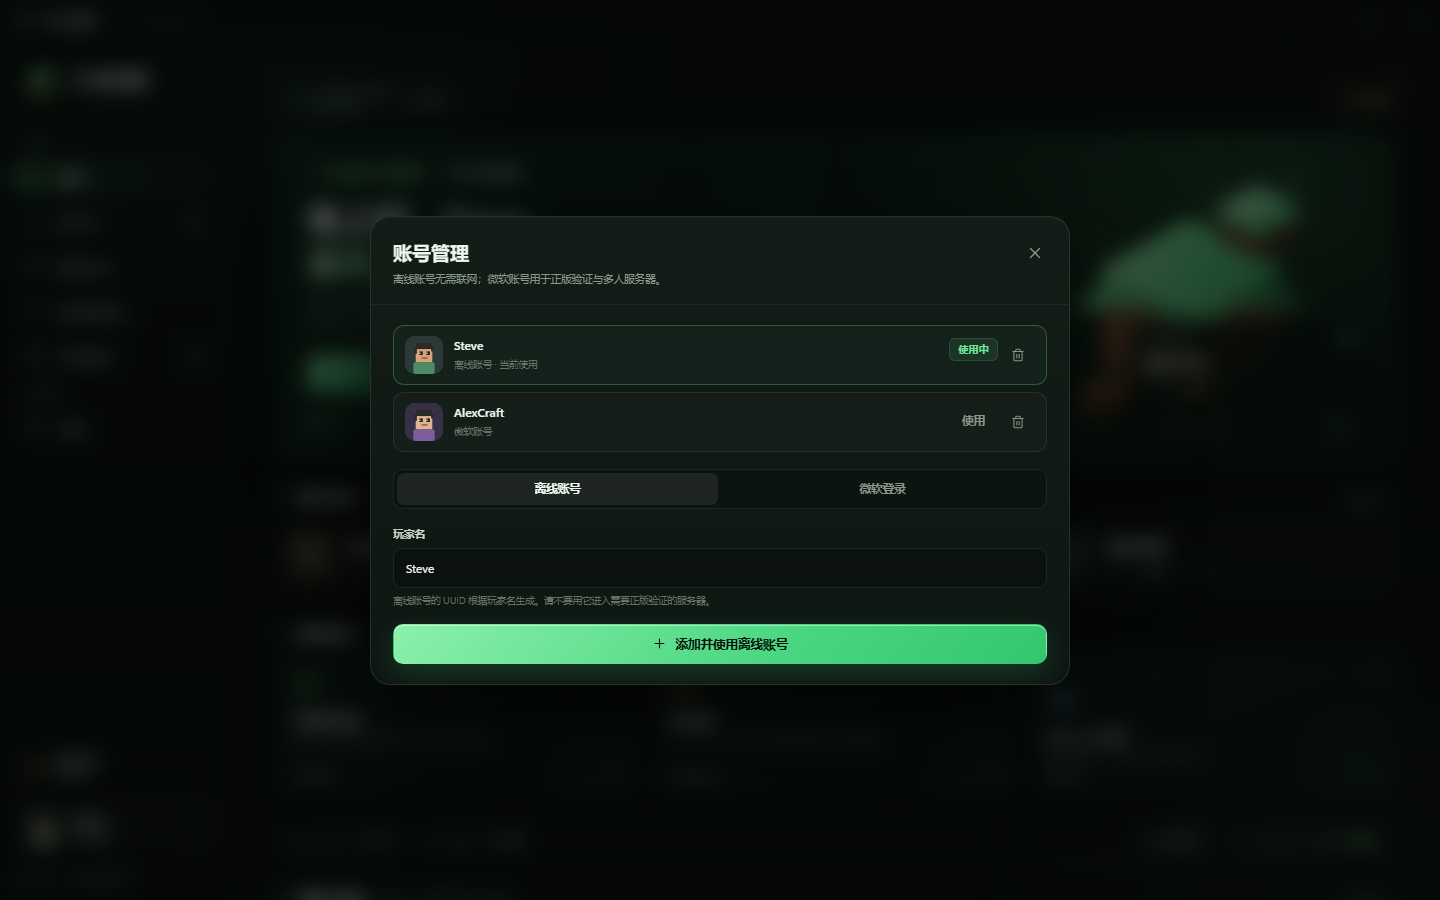 账号管理
离线账号无需联网；微软账号用于正版验证与多人服务器。
Steve
离线账号 · 当前使用
使用中
AlexCraft
微软账号
使用
离线账号
微软登录
玩家名
Steve
离线账号的 UUID 根据玩家名生成。请不要用它进入需要正版验证的服务器。
添加并使用离线账号